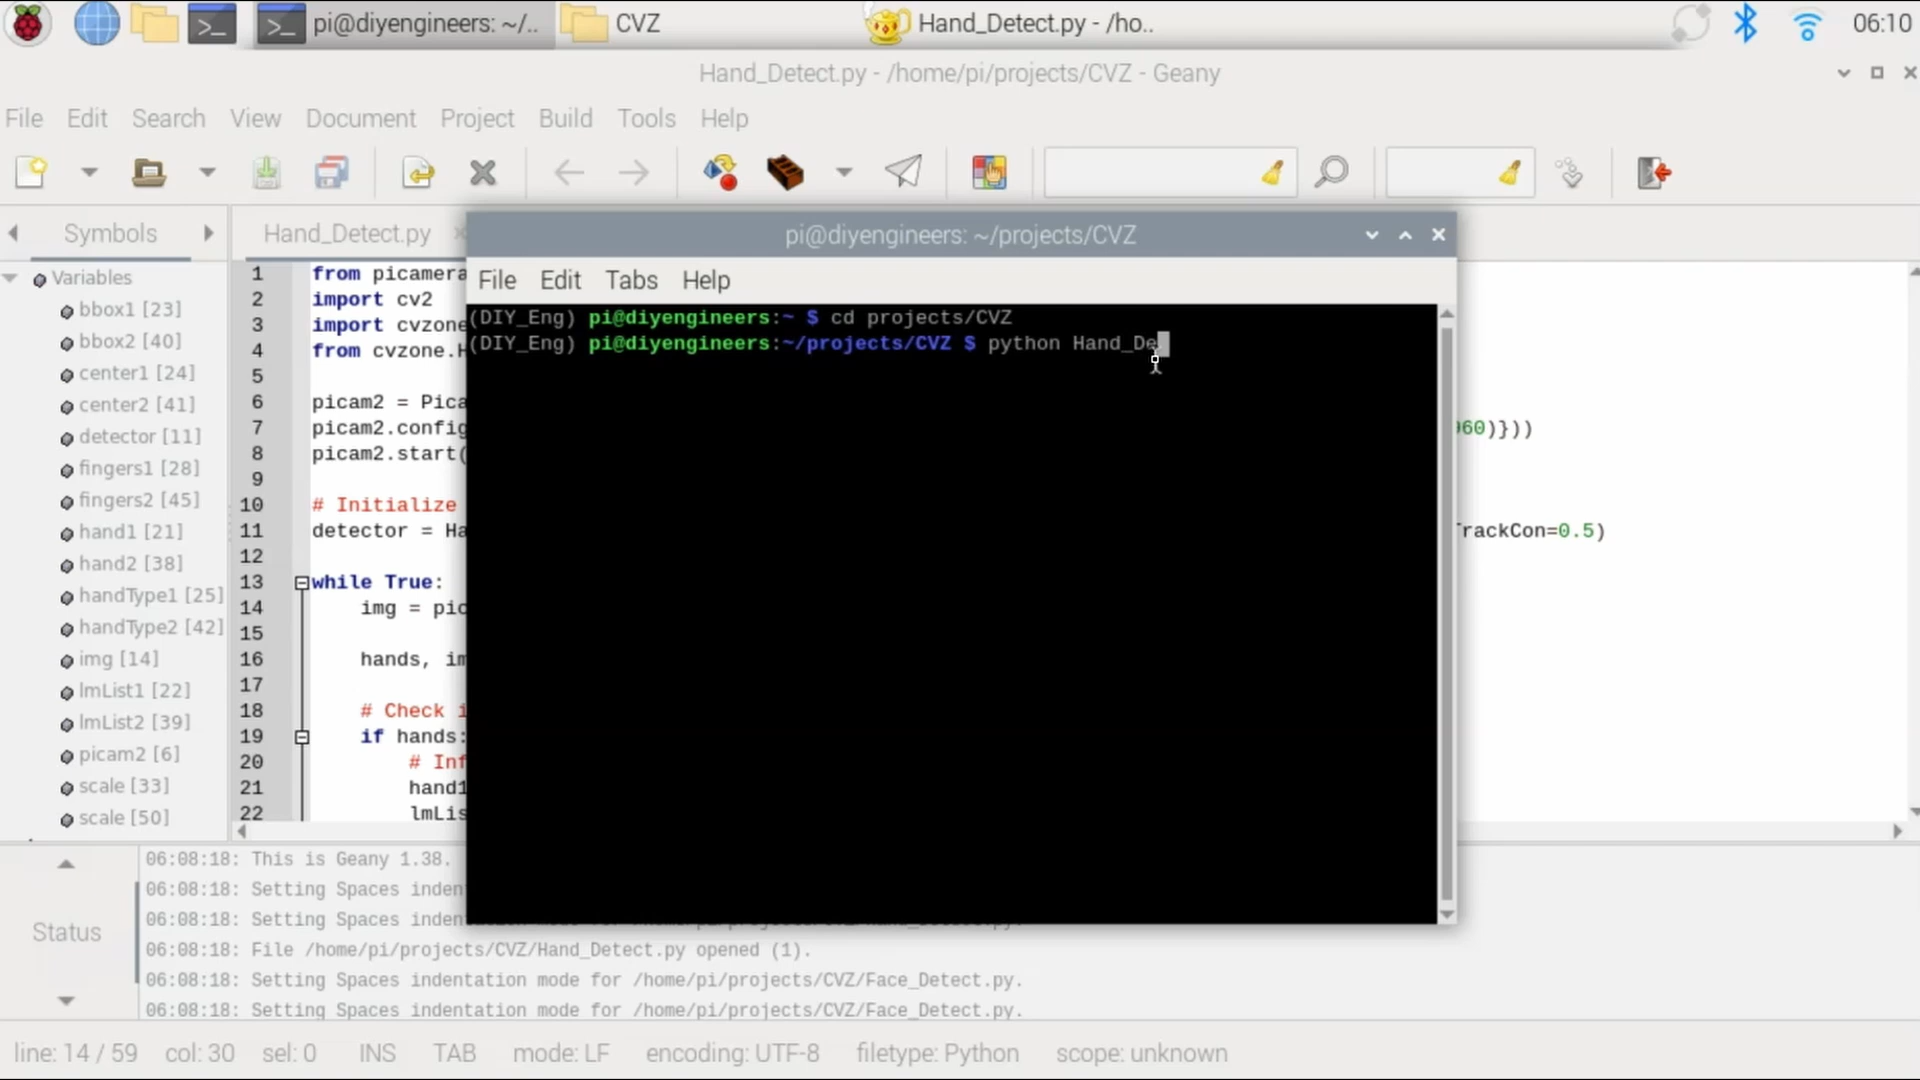 pi@diyengineers: ~/.. CVZ Hand_Detect.py - /ho.. 06:10
Hand_Detect.py - /home/pi/projects/CVZ - Geany
File Edit Search View Document Project Build Tools Help
Symbols Hand_Detect.py
pi@diyengineers: ~/projects/CVZ
File Edit Tabs Help
(DIY_Eng) pi@diyengineers:~ $ cd projects/CVZ
(DIY_Eng) pi@diyengineers:~/projects/CVZ $ python Hand_De
Variables
bbox1 [23]
bbox2 [40]
center1 [24]
center2 [41]
detector [11]
fingers1 [28]
fingers2 [45]
hand1 [21]
hand2 [38]
handType1 [25]
handType2 [42]
img [14]
lmList1 [22]
lmList2 [39]
picam2 [6]
scale [33]
scale [50]
1 from picamera
2 import cv2
3 import cvzone
4 from cvzone.H
5
6 picam2 = Pica
7 picam2.config 960)}))
8 picam2.start(
9
10 # Initialize
11 detector = Ha TrackCon=0.5)
12
13 while True:
14 img = pic
15
16 hands, im
17
18 # Check i
19 if hands:
20 # Inf
21 hand1
22 lmLis
Status
06:08:18: This is Geany 1.38.
06:08:18: Setting Spaces indent
06:08:18: Setting Spaces indent
06:08:18: File /home/pi/projects/CVZ/Hand_Detect.py opened (1).
06:08:18: Setting Spaces indentation mode for /home/pi/projects/CVZ/Face_Detect.py.
06:08:18: Setting Spaces indentation mode for /home/pi/projects/CVZ/Face_Detect.py.
line: 14 / 59 col: 30 sel: 0 INS TAB mode: LF encoding: UTF-8 filetype: Python scope: unknown